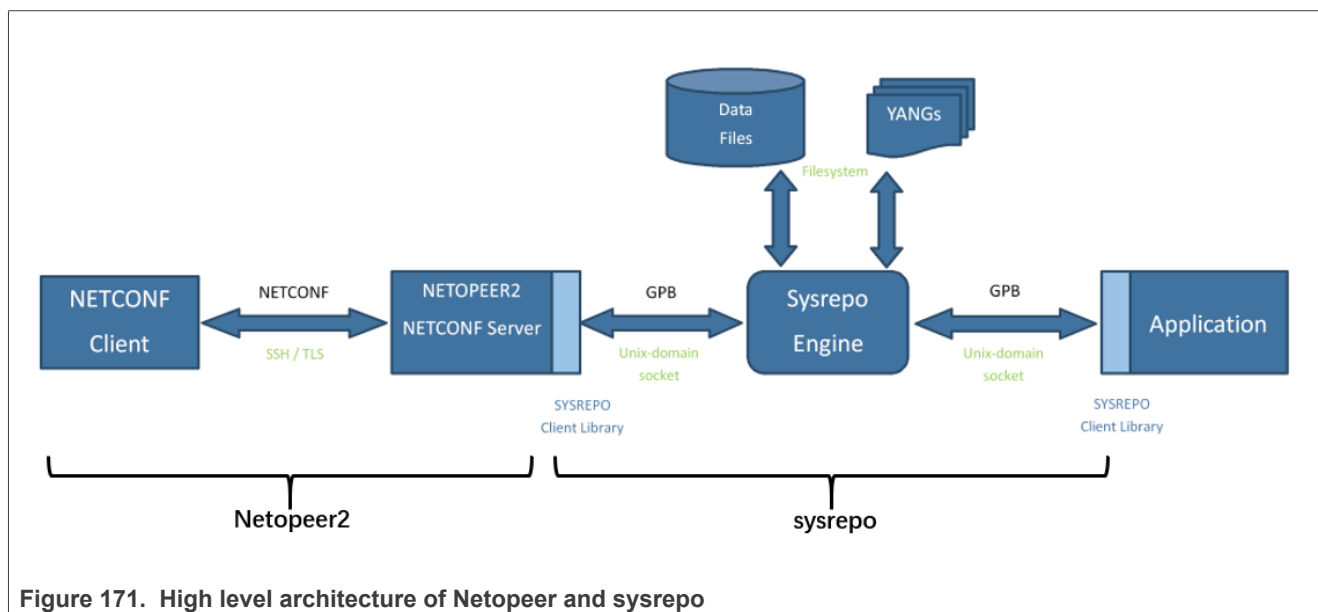 Data
Files
YANGs
Filesystem
NETCONF
Client
NETCONF
SSH / TLS
NETOPEER2
NETCONF Server
GPB
Unix-domain
socket
Sysrepo
Engine
GPB
Unix-domain
socket
Application
SYSREPO
Client Library
SYSREPO
Client Library
Netopeer2
sysrepo
Figure 171. High level architecture of Netopeer and sysrepo